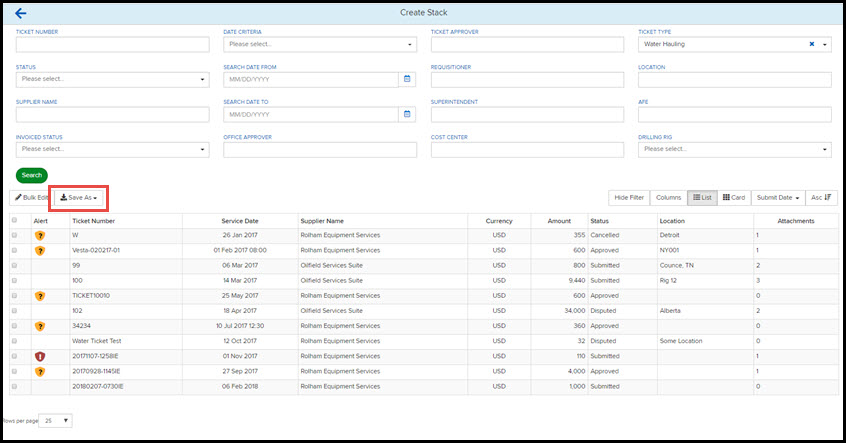 Create Stack
TICKET NUMBER DATE CRITERIA TICKET APPROVER TICKET TYPE
Please select... Water Hauling
STATUS SEARCH DATE FROM REQUISITIONER LOCATION
Please select... MM/DD/YYYY
SUPPLIER NAME SEARCH DATE TO SUPERINTENDENT AFE
MM/DD/YYYY
INVOICED STATUS OFFICE APPROVER COST CENTER DRILLING RIG
Please select... Please select...
Search
Bulk Edit Save As Hide Filter Columns List Card Submit Date Asc
Alert Ticket Number Service Date Supplier Name Currency Amount Status Location Attachments
W 26 Jan 2017 Rolham Equipment Services USD 355 Cancelled Detroit 1
Vesta-020217-01 01 Feb 2017 08:00 Rolham Equipment Services USD 600 Approved NY001 1
99 06 Mar 2017 Oilfield Services Suite USD 800 Submitted Counce, TN 2
100 14 Mar 2017 Oilfield Services Suite USD 9,440 Submitted Rig 12 3
TICKET10010 25 May 2017 Rolham Equipment Services USD 600 Approved 0
102 18 Apr 2017 Oilfield Services Suite USD 34,000 Disputed Alberta 2
34234 10 Jul 2017 12:30 Rolham Equipment Services USD 360 Approved 0
Water Ticket Test 12 Oct 2017 Rolham Equipment Services USD 32 Disputed Some Location 0
20171107-1258IE 01 Nov 2017 Rolham Equipment Services USD 110 Submitted 1
20170928-1145IE 27 Sep 2017 Rolham Equipment Services USD 4,000 Approved 1
20180207-0730IE 06 Feb 2018 Rolham Equipment Services USD 1,000 Submitted 0
Rows per page 25